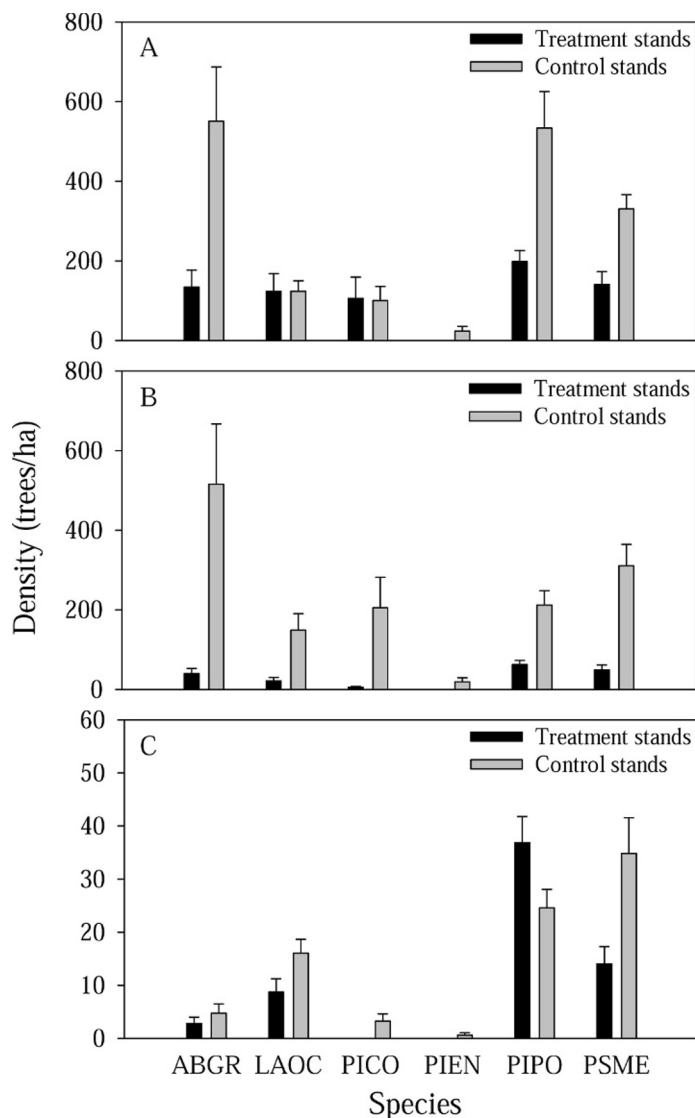 800
A
Treatment stands
Control stands
600
400
200
0
800
B
Treatment stands
Control stands
600
400
200
0
Density (trees/ha)
60
C
Treatment stands
Control stands
50
40
30
20
10
0
ABGR LAOC PICO PIEN PIPO PSME
Species